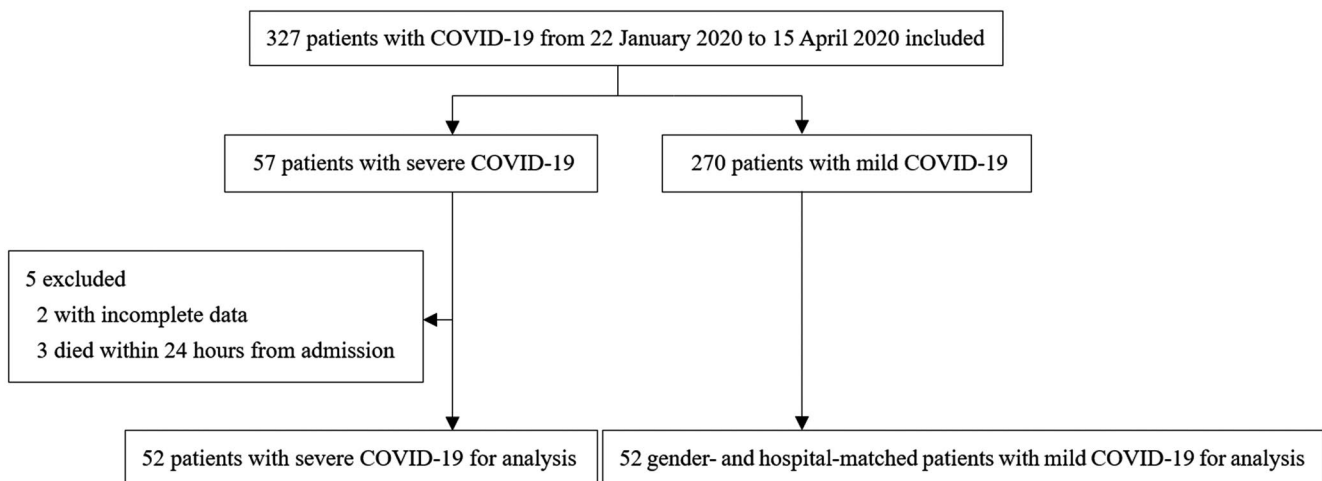 327 patients with COVID-19 from 22 January 2020 to 15 April 2020 included
57 patients with severe COVID-19
270 patients with mild COVID-19
5 excluded
2 with incomplete data
3 died within 24 hours from admission
52 patients with severe COVID-19 for analysis
52 gender- and hospital-matched patients with mild COVID-19 for analysis